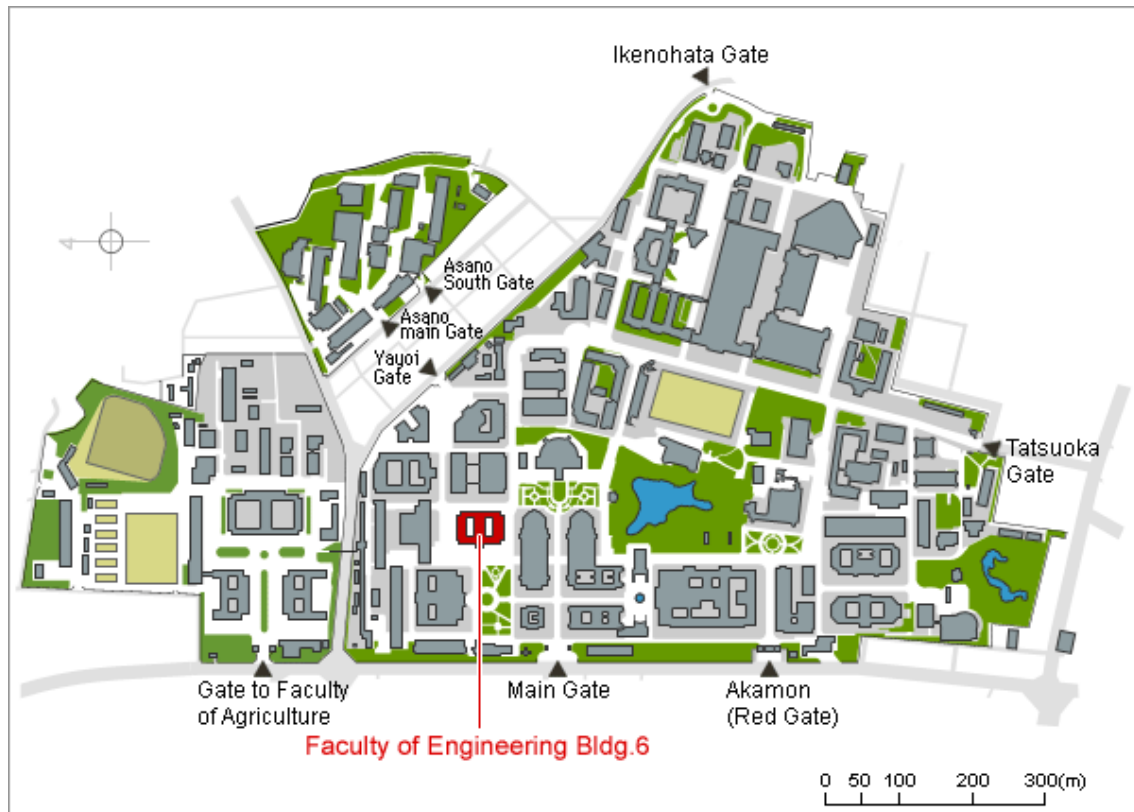 Ikenohata Gate
Asano
South Gate
Asano
main Gate
Yayoi
Gate
Tatsuoka
Gate
Gate to Faculty
of Agriculture
Main Gate
Akamon
(Red Gate)
Faculty of Engineering Bldg.6
0 50 100 200 300(m)